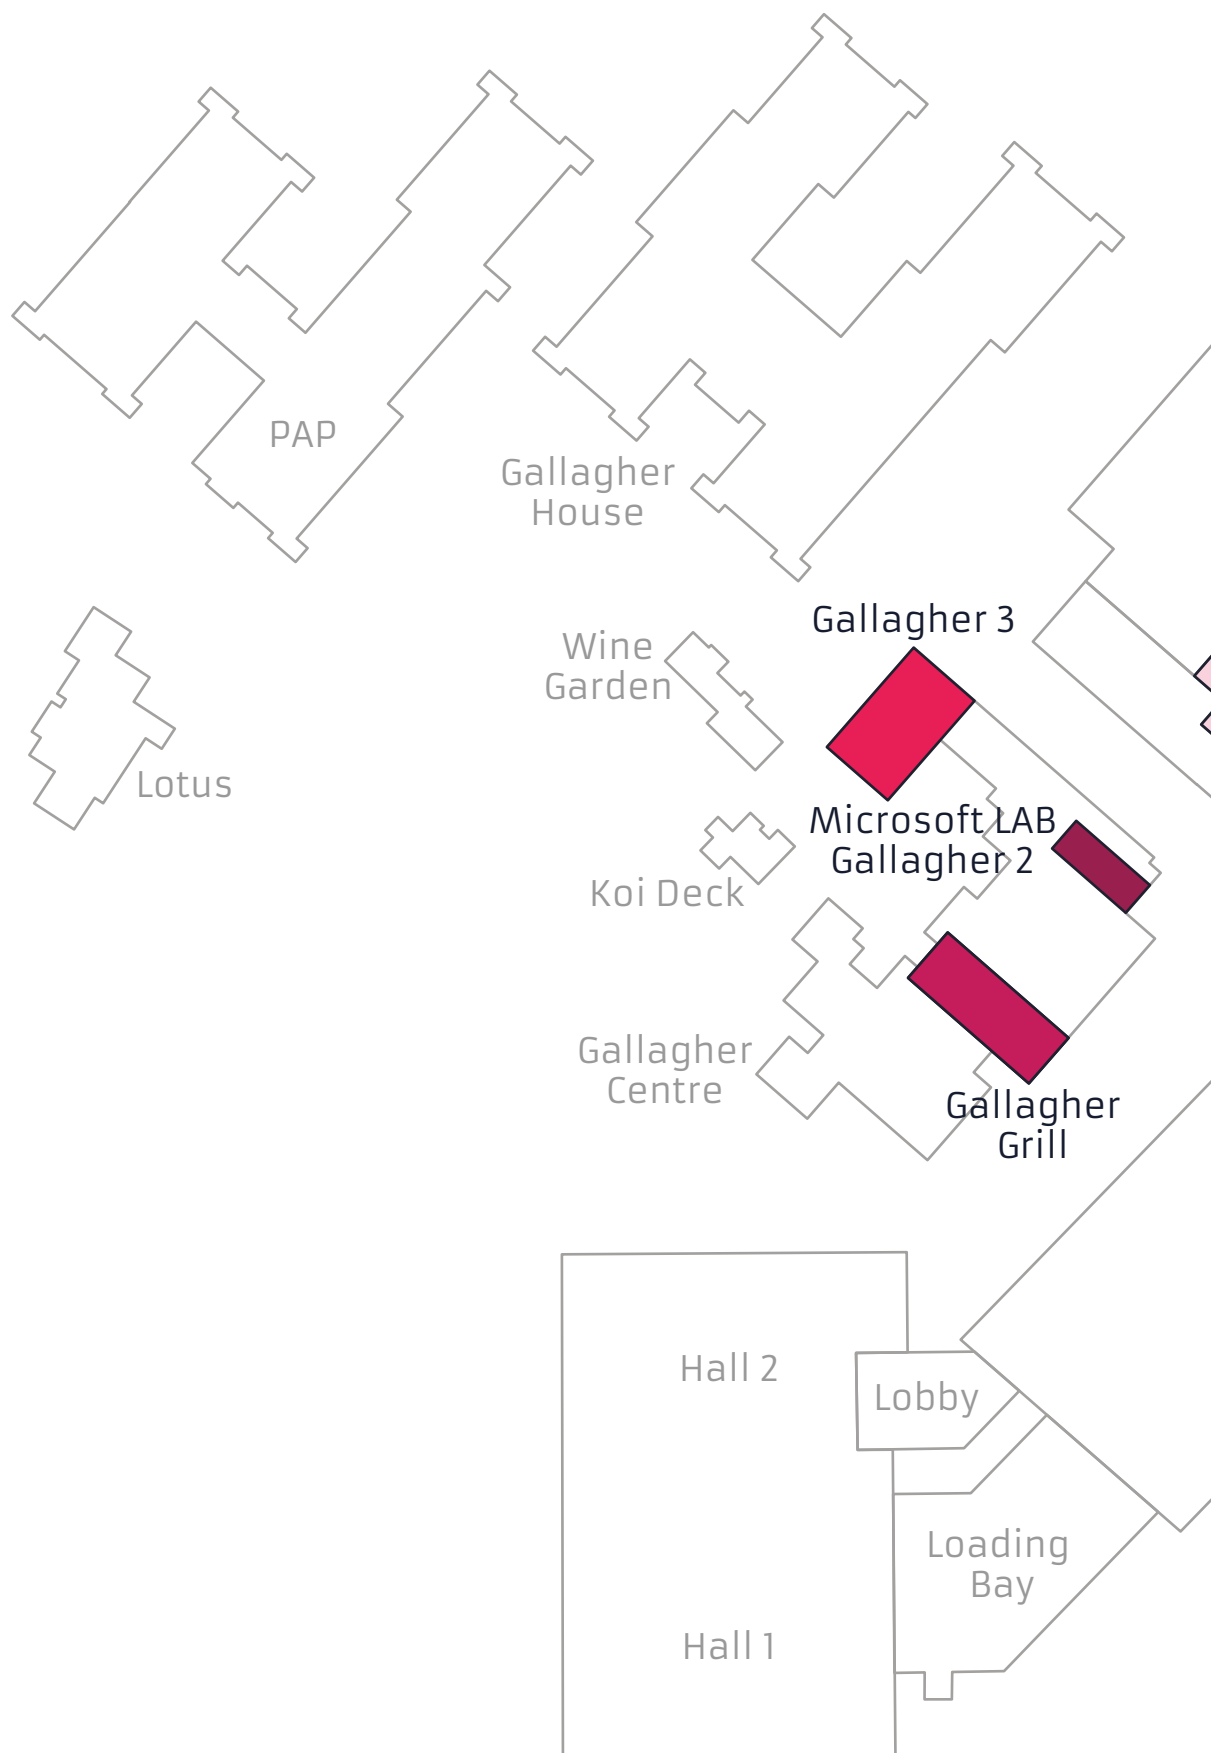 PAP
Gallagher
House
Gallagher 3
Wine
Garden
Lotus
Microsoft LAB
Gallagher 2
Koi Deck
Gallagher
Centre
Gallagher
Grill
Hall 2
Lobby
Loading
Bay
Hall 1